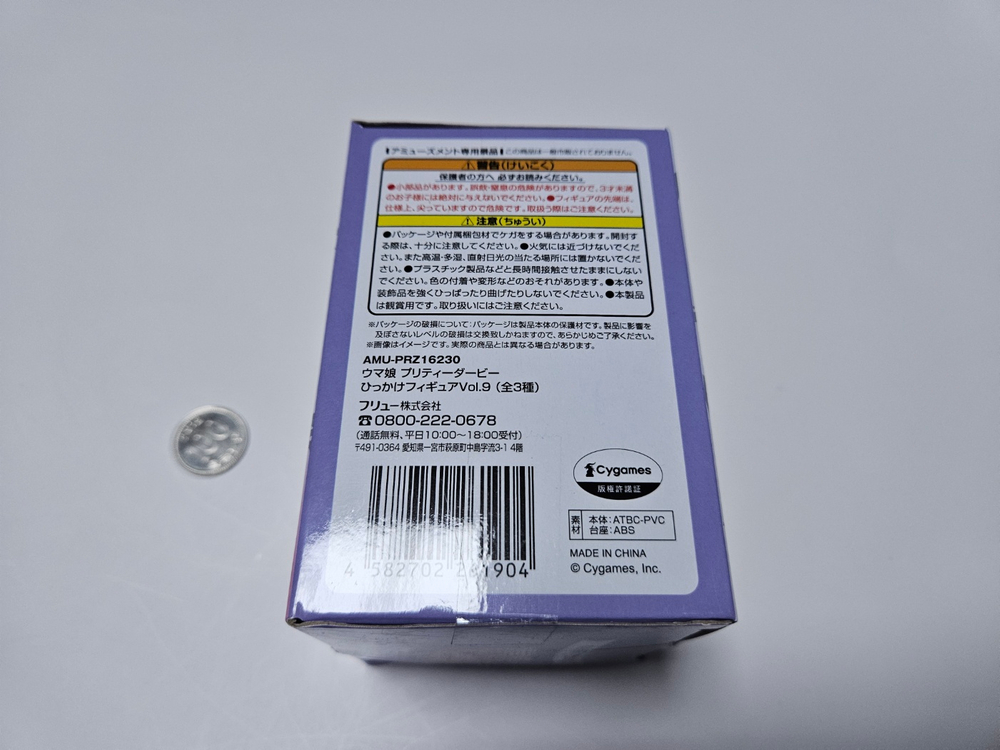 アミューズメント専用景品 この商品は一般市販されておりません。
⚠警告(けいこく)
保護者の方へ 必ずお読みください。
●小部品があります。誤飲・窒息の危険がありますので、3才未満
のお子様には絶対に与えないでください。●フィギュアの先端は、
仕様上、尖っていますので危険です。取扱う際はご注意ください。
⚠注意(ちゅうい)
●パッケージや付属梱包材でケガをする場合があります。開封す
る際は、十分に注意してください。●火気には近づけないでくだ
さい。また高温・多湿、直射日光の当たる場所には置かないでくだ
さい。●プラスチック製品などと長時間接触させたままにしない
でください。色の付着や変形などのおそれがあります。●本体や
装飾品を強くひっぱったり曲げたりしないでください。●本製品
は観賞用です。取り扱いにはご注意ください。
※パッケージの破損について:パッケージは製品本体の保護材です。製品に影響を
及ぼさないレベルの破損は交換致しかねますので、あらかじめご了承ください。
※画像はイメージです。実際の商品とは異なる場合があります。
AMU-PRZ16230
ウマ娘 プリティーダービー
ひっかけフィギュアVol.9 (全3種)
フリュー株式会社
☎0800-222-0678
(通話無料、平日10:00～18:00受付)
〒491-0364 愛知県一宮市萩原町中島字流3-1 4階
Cygames
版権許諾証
素材
本体:ATBC-PVC
台座:ABS
MADE IN CHINA
© Cygames, Inc.
4 582702 1904